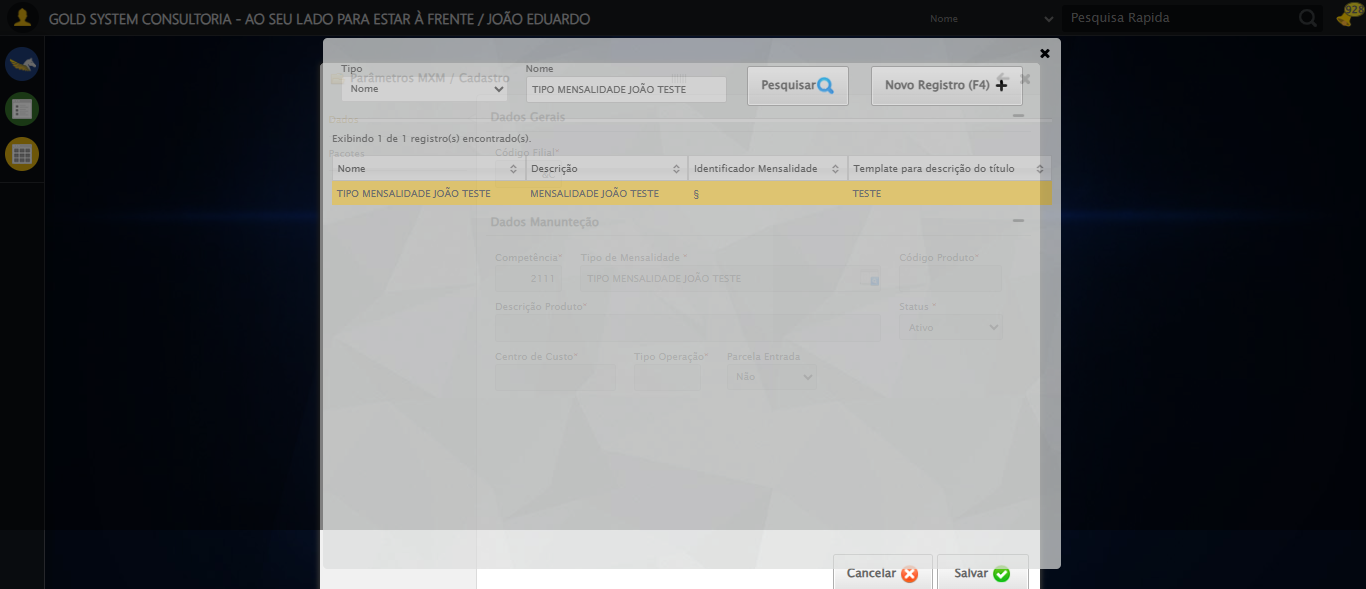 GOLD SYSTEM CONSULTORIA - AO SEU LADO PARA ESTAR À FRENTE / JOÃO EDUARDO
Nome
Pesquisa Rapida
928
Tipo
Nome
Parâmetros MXM / Cadastro
Nome
TIPO MENSALIDADE JOÃO TESTE
Pesquisar
Novo Registro (F4)
Dados
Dados Gerais
Exibindo 1 de 1 registro(s) encontrado(s).
Pacotes
Código Filial*
Nome
Descrição
Identificador Mensalidade
Template para descrição do título
TIPO MENSALIDADE JOÃO TESTE
MENSALIDADE JOÃO TESTE
§
TESTE
Dados Manunteção
Competência*
Tipo de Mensalidade *
Código Produto*
2111
TIPO MENSALIDADE JOÃO TESTE
Descrição Produto*
Status *
Ativo
Centro de Custo*
Tipo Operação*
Parcela Entrada
Não
Cancelar
Salvar